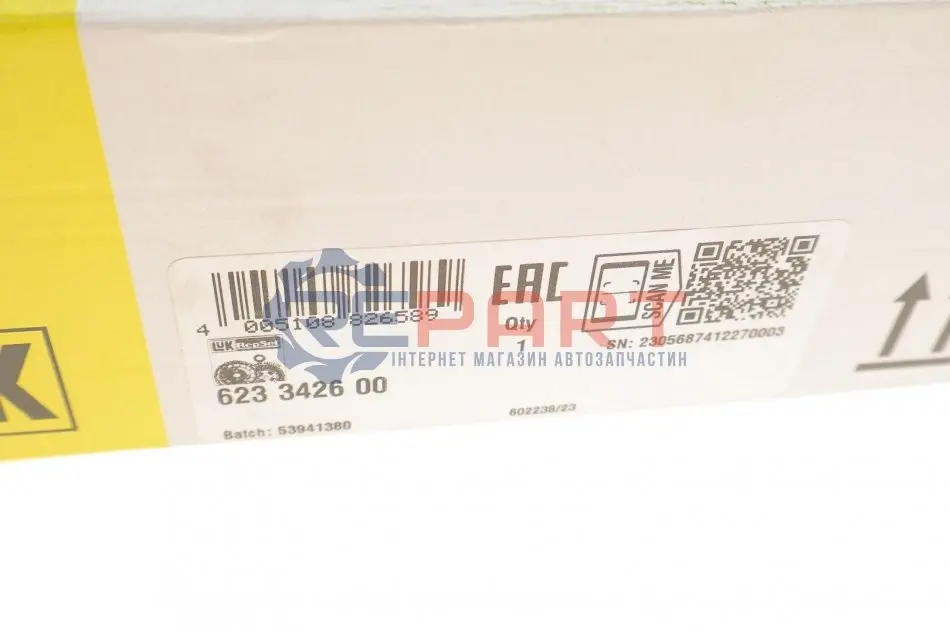 4 005108 826589
EAC
SCAN ME
Qty
1
SN: 2305687412270003
LuK RepSet
623 3426 00
602238/23
Batch: 53941380
K
REPART
ІНТЕРНЕТ МАГАЗИН АВТОЗАПЧАСТИН